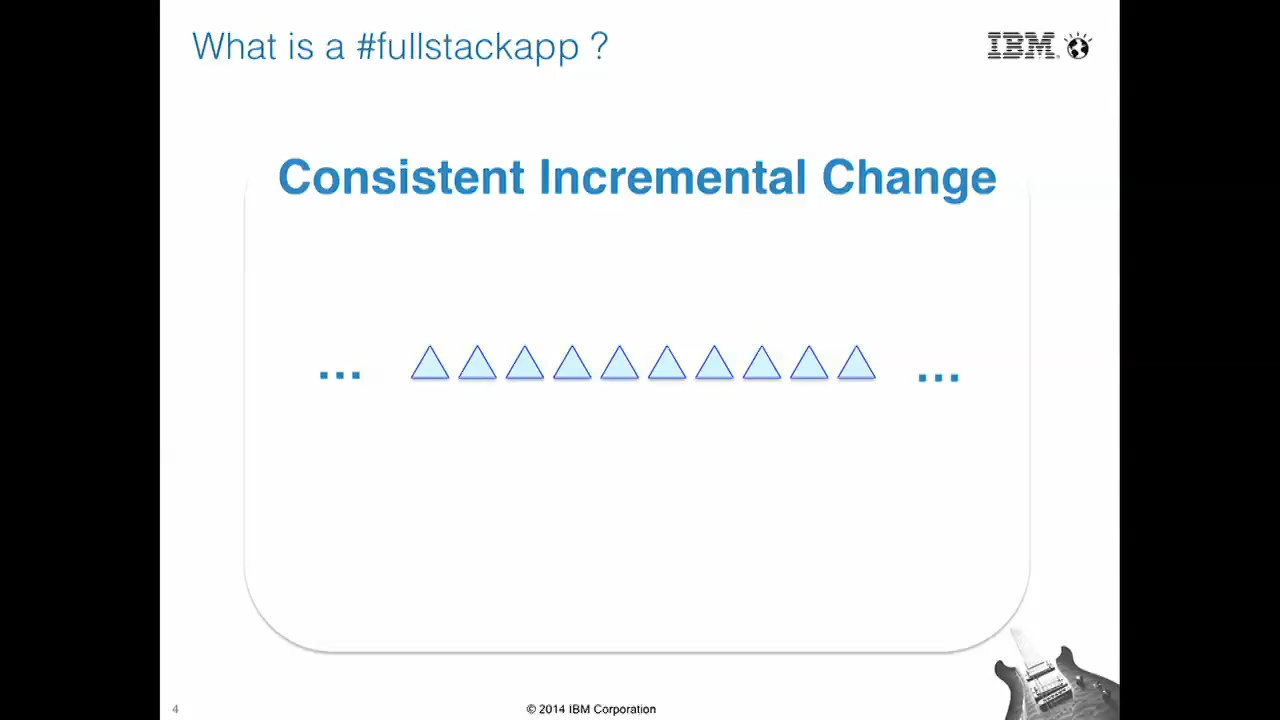 What is a #fullstackapp ?
IBM
Consistent Incremental Change
... ...
4
© 2014 IBM Corporation